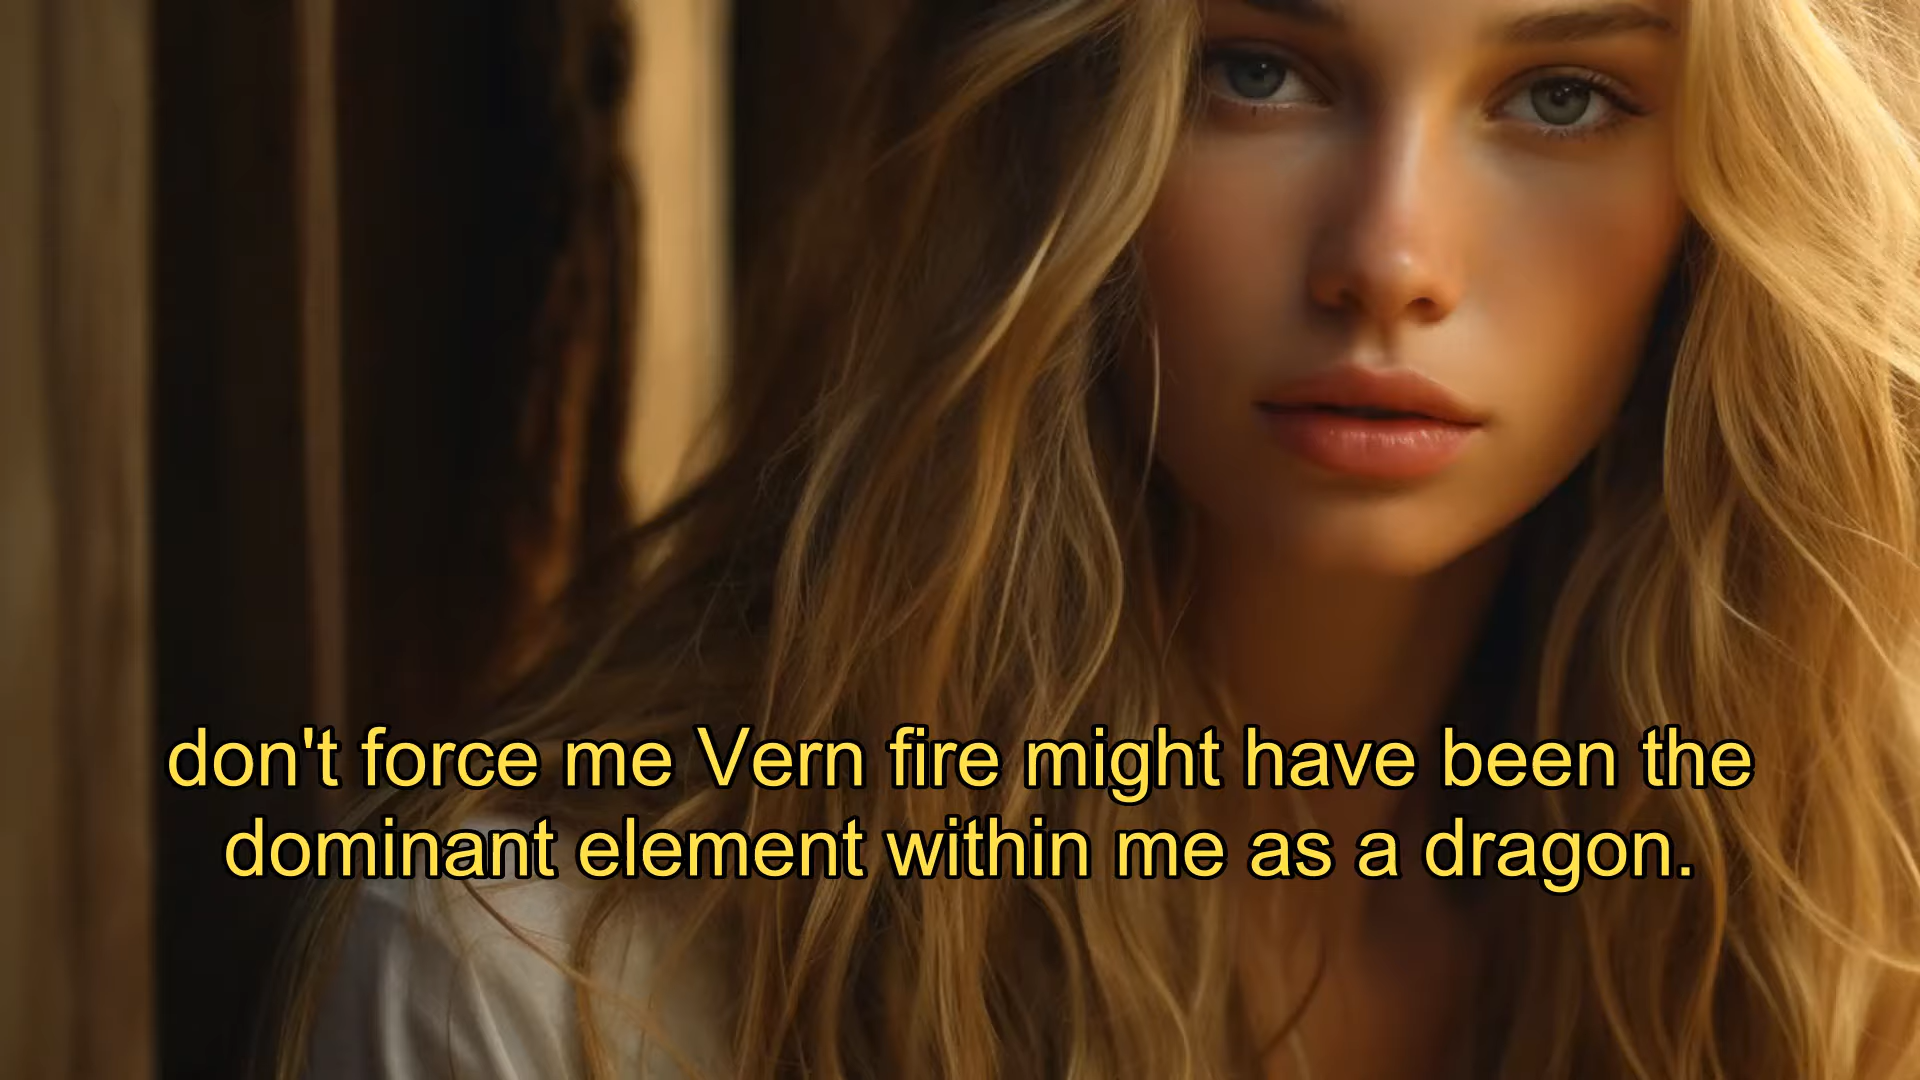 don't force me Vern fire might have been the
dominant element within me as a dragon.